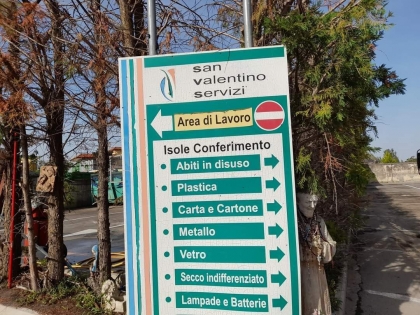 san
valentino
servizi
Area di Lavoro
Isole Conferimento
• Abiti in disuso
• Plastica
• Carta e Cartone
• Metallo
• Vetro
• Secco indifferenziato
• Lampade e Batterie